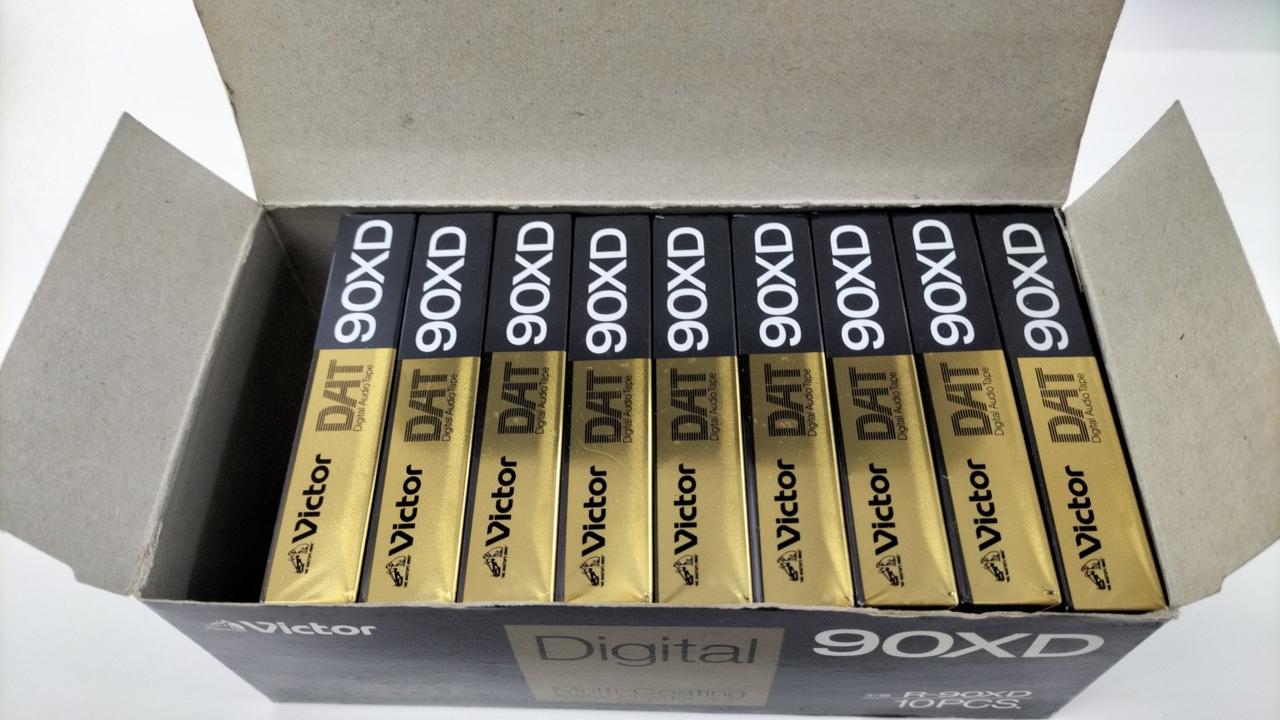 Victor DAT Digital Audio Tape 90XD
Victor DAT Digital Audio Tape 90XD
Victor DAT Digital Audio Tape 90XD
Victor DAT Digital Audio Tape 90XD
Victor DAT Digital Audio Tape 90XD
Victor DAT Digital Audio Tape 90XD
Victor DAT Digital Audio Tape 90XD
Victor DAT Digital Audio Tape 90XD
Victor DAT Digital Audio Tape 90XD
Victor
Digital
Multi-Coating
90XD
R-90XD
10PCS.